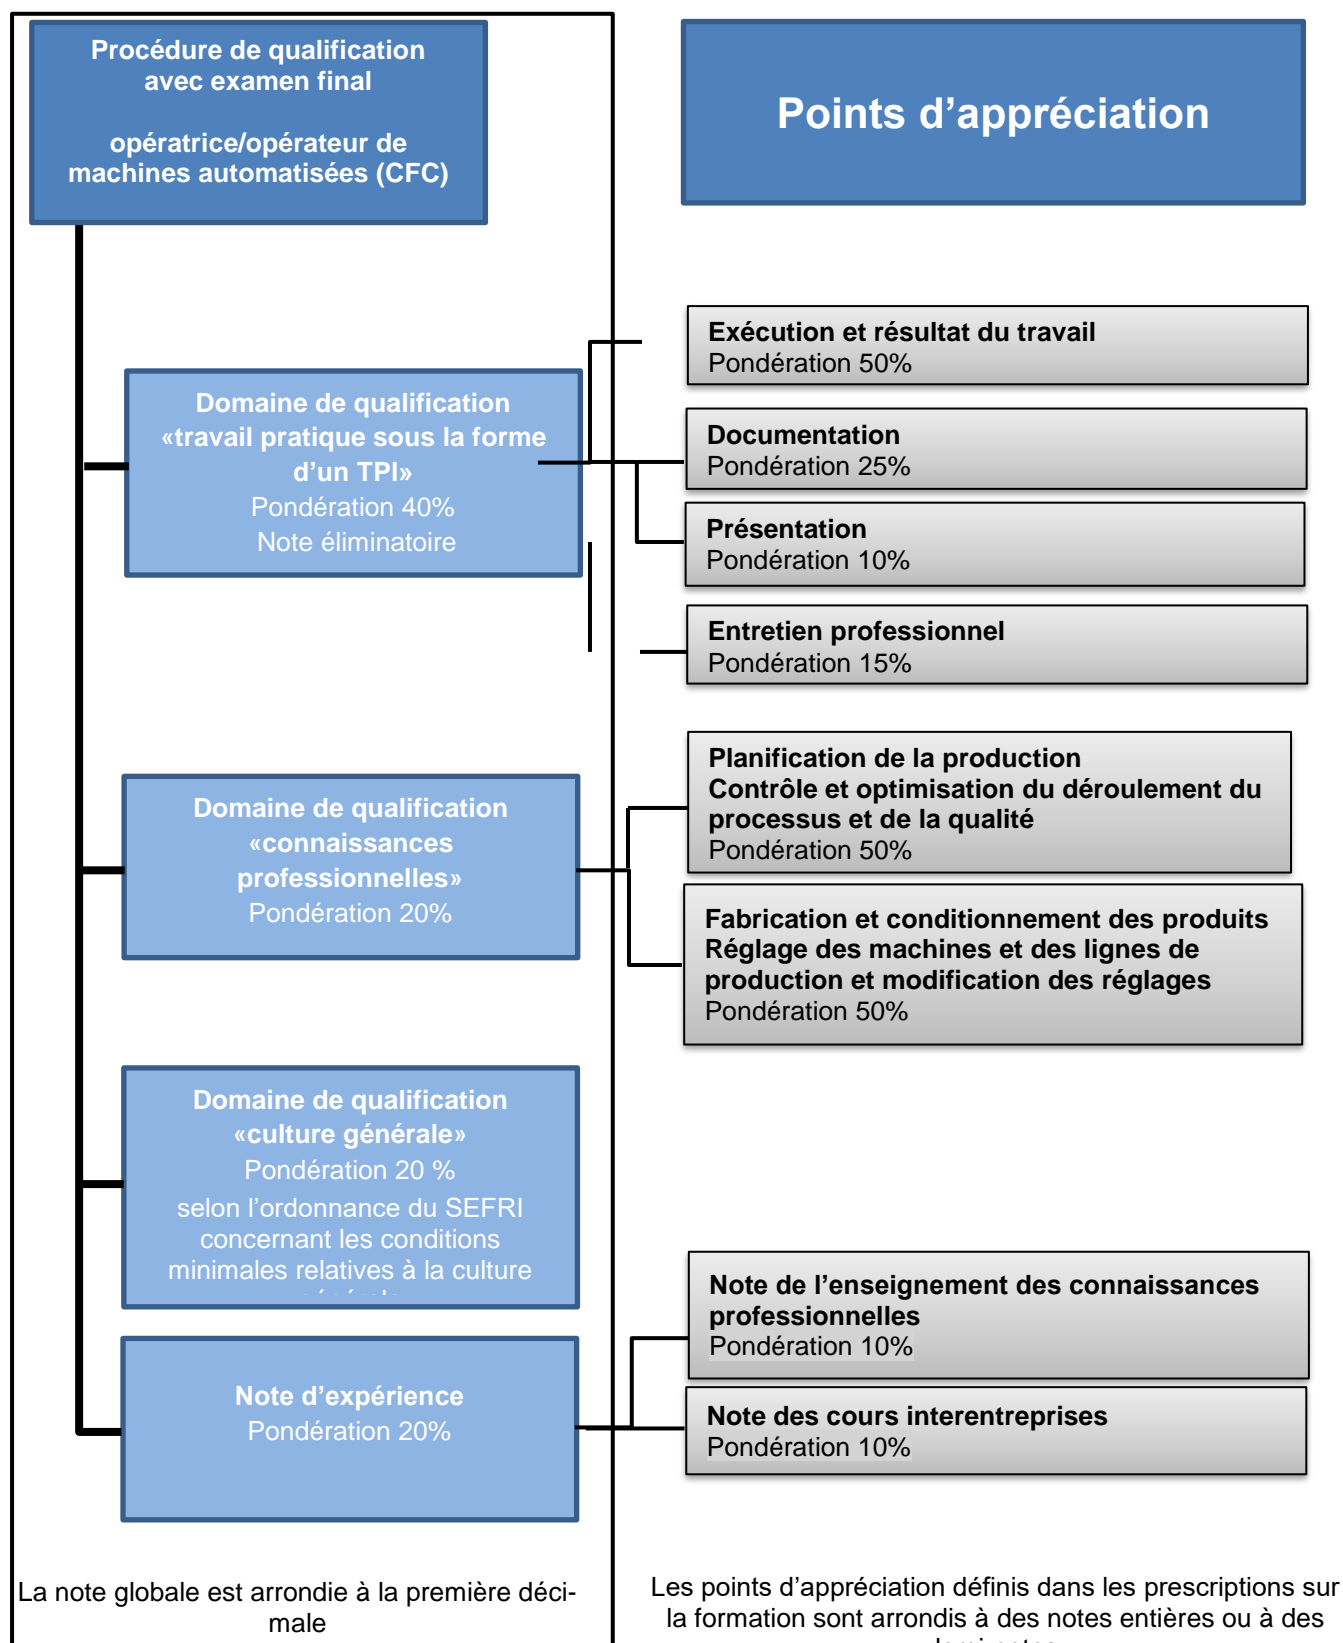 Procédure de qualification
avec examen final
opératrice/opérateur de
machines automatisées (CFC)
Points d’appréciation
Domaine de qualification
«travail pratique sous la forme
d’un TPI»
Pondération 40%
Note éliminatoire
Exécution et résultat du travail
Pondération 50%
Documentation
Pondération 25%
Présentation
Pondération 10%
Entretien professionnel
Pondération 15%
Domaine de qualification
«connaissances
professionnelles»
Pondération 20%
Planification de la production
Contrôle et optimisation du déroulement du
processus et de la qualité
Pondération 50%
Fabrication et conditionnement des produits
Réglage des machines et des lignes de
production et modification des réglages
Pondération 50%
Domaine de qualification
«culture générale»
Pondération 20 %
selon l’ordonnance du SEFRI
concernant les conditions
minimales relatives à la culture
Note d’expérience
Pondération 20%
Note de l’enseignement des connaissances
professionnelles
Pondération 10%
Note des cours interentreprises
Pondération 10%
La note globale est arrondie à la première déci-
male
Les points d’appréciation définis dans les prescriptions sur
la formation sont arrondis à des notes entières ou à des